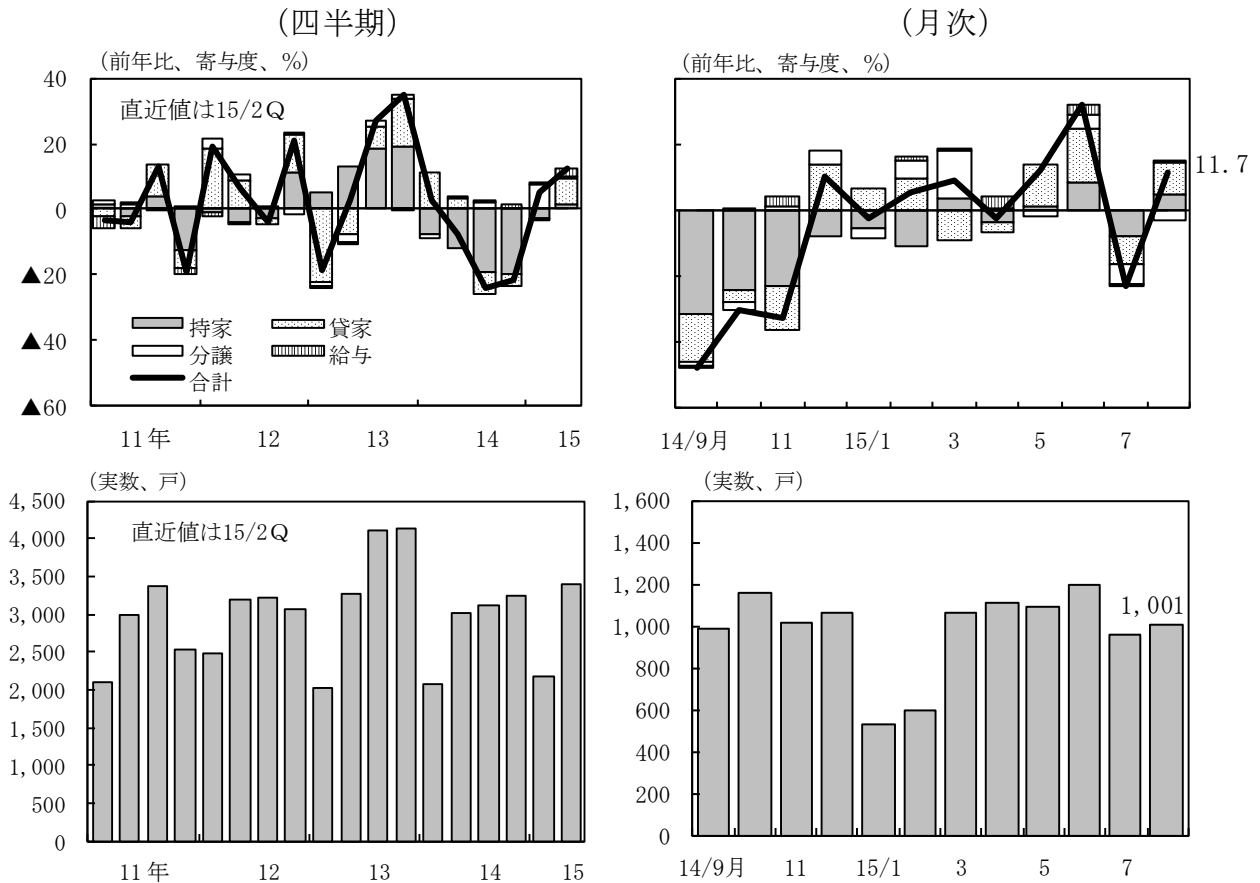 (四半期)
(前年比、寄与度、%)
40
20
0
▲20
▲40
▲60
直近値は15/2Q
持家
貸家
分譲
給与
合計
11年
12
13
14
15
(月次)
(前年比、寄与度、%)
11.7
14/9月
11
15/1
3
5
7
(実数、戸)
4,500
4,000
3,500
3,000
2,500
2,000
1,500
1,000
500
0
直近値は15/2Q
11年
12
13
14
15
(実数、戸)
1,600
1,400
1,200
1,000
800
600
400
200
0
1,001
14/9月
11
15/1
3
5
7